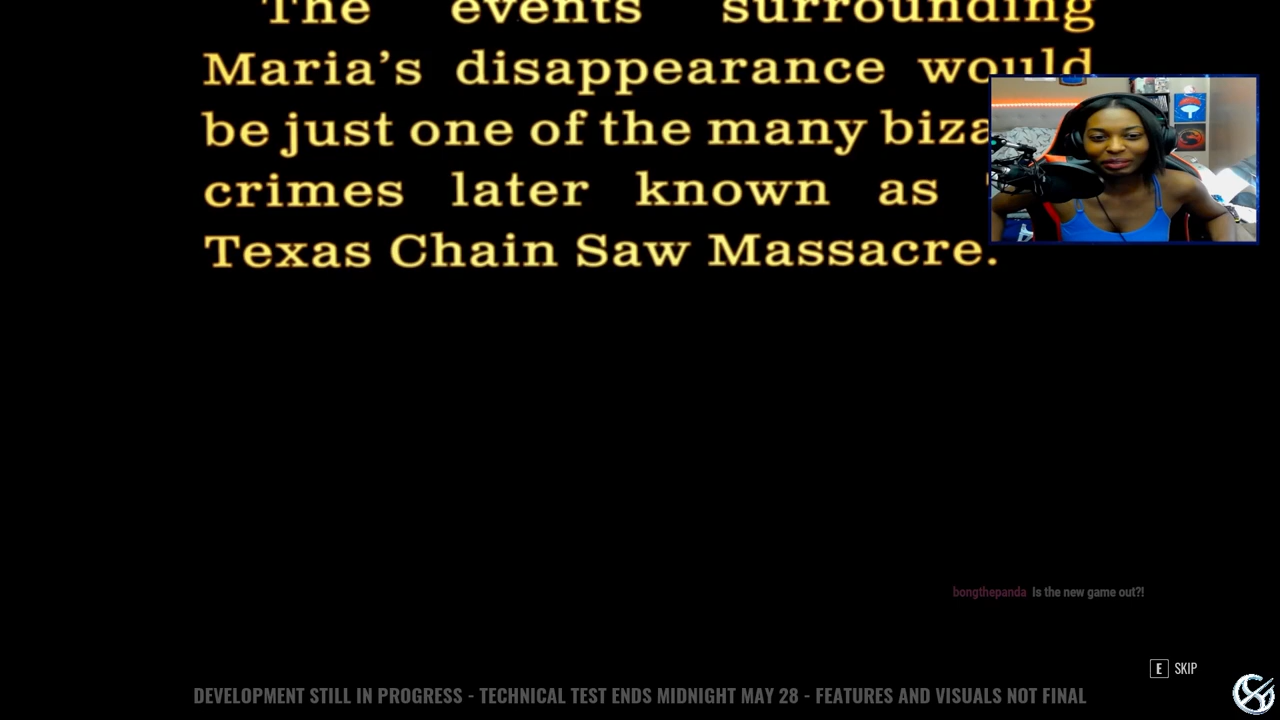 The events surrounding
Maria's disappearance would
be just one of the many biza
crimes later known as
Texas Chain Saw Massacre.
bongthepanda Is the new game out?!
E SKIP
DEVELOPMENT STILL IN PROGRESS - TECHNICAL TEST ENDS MIDNIGHT MAY 28 - FEATURES AND VISUALS NOT FINAL